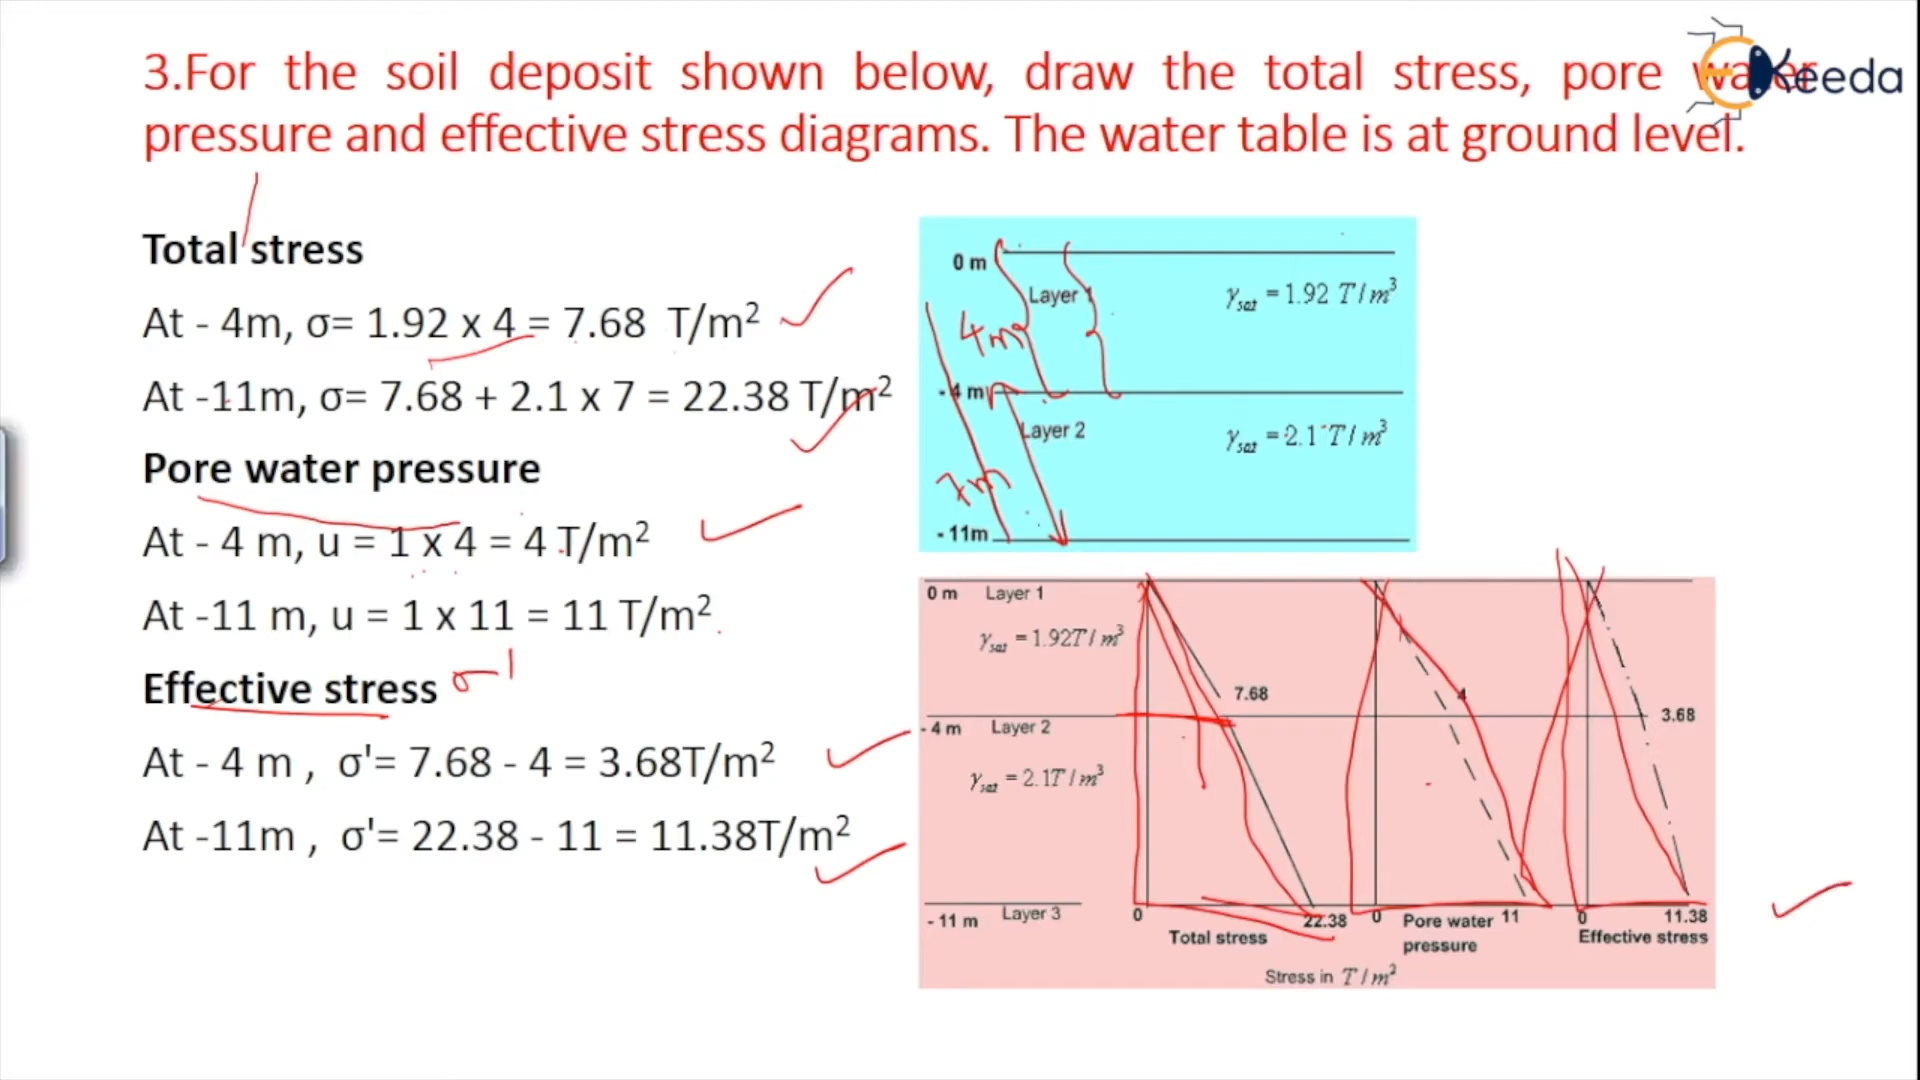 3.For the soil deposit shown below, draw the total stress, pore water
Keeda
pressure and effective stress diagrams. The water table is at ground level.
Total stress
At - 4m, σ= 1.92 x 4 = 7.68 T/m²
At -11m, σ= 7.68 + 2.1 x 7 = 22.38 T/m²
Pore water pressure
At - 4 m, u = 1 x 4 = 4 T/m²
At -11 m, u = 1 x 11 = 11 T/m²
Effective stress σ'
At - 4 m , σ'= 7.68 - 4 = 3.68T/m²
At -11m , σ'= 22.38 - 11 = 11.38T/m²
0 m
Layer 1
γsat = 1.92 T/m³
4m
- 4 m
Layer 2
γsat = 2.1 T/m³
7m
- 11m
0 m Layer 1
γsat = 1.92T/m³
7.68
4
3.68
- 4 m Layer 2
γsat = 2.1T/m³
- 11 m Layer 3
0 22.38
Total stress
0 11
Pore water
pressure
0 11.38
Effective stress
Stress in T/m²